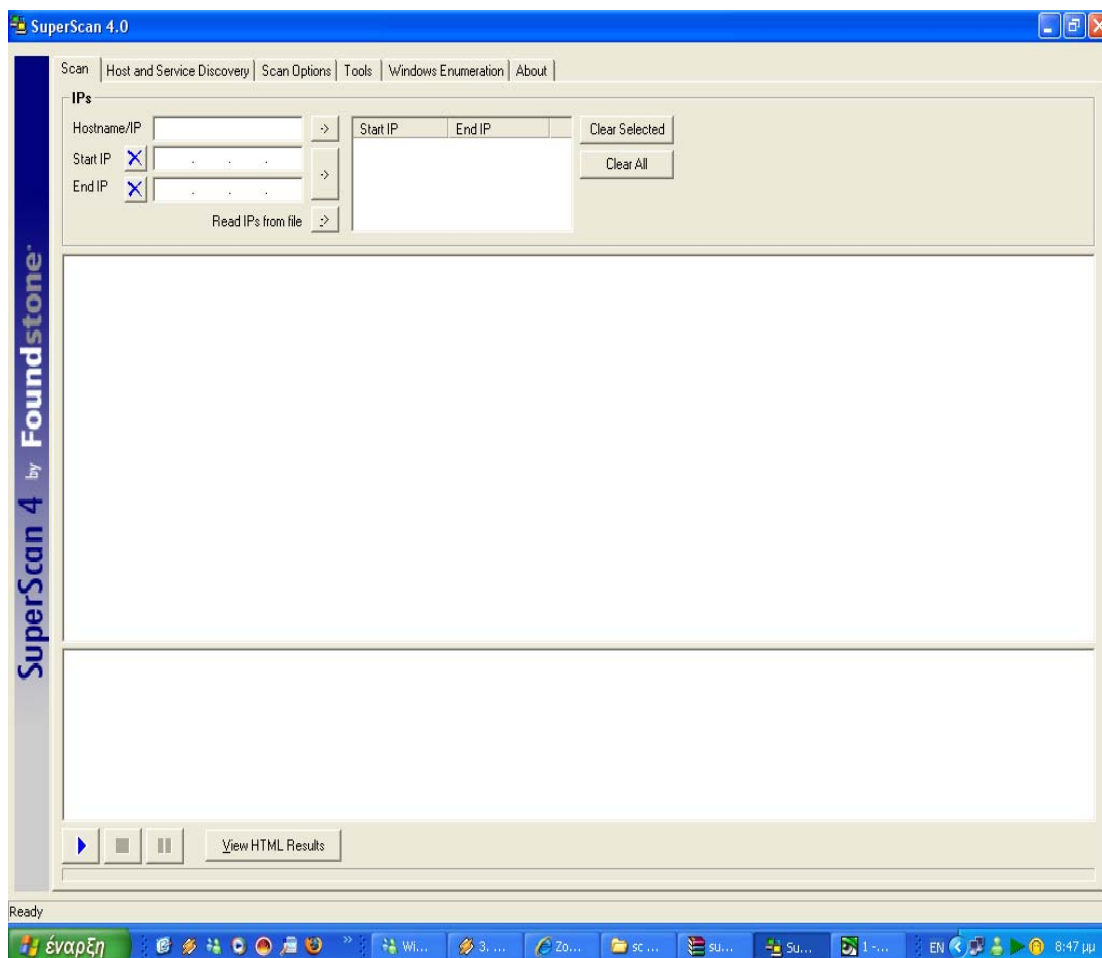 SuperScan 4.0
Scan Host and Service Discovery Scan Options Tools Windows Enumeration About
IPs
Hostname/IP -> Start IP End IP Clear Selected
Start IP . . . -> Clear All
End IP . . .
Read IPs from file ->
SuperScan 4 by Foundstone
View HTML Results
Ready
έναρξη » Wi... 3. ... Zo... sc ... su... Su... 1 -... EN 8:47 μμ